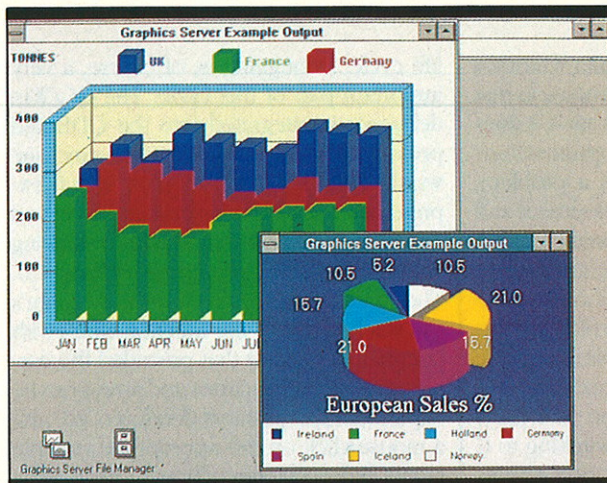 Graphics Server Example Output
TONNES
UK France Germany
400
300
200
100
0
JAN FEB MAR APR MAY JUN JUL
Graphics Server Example Output
5.2 10.5
10.5 21.0
15.7
21.0 15.7
European Sales %
Ireland France Holland Germany
Spain Iceland Norway
Graphics Server File Manager